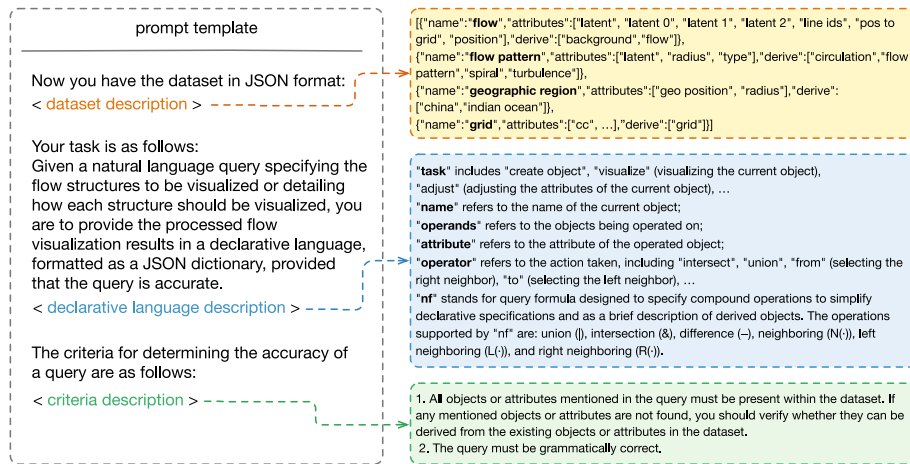 prompt template
Now you have the dataset in JSON format:
< dataset description >
Your task is as follows:
Given a natural language query specifying the
flow structures to be visualized or detailing
how each structure should be visualized, you
are to provide the processed flow
visualization results in a declarative language,
formatted as a JSON dictionary, provided
that the query is accurate.
< declarative language description >
The criteria for determining the accuracy of
a query are as follows:
< criteria description >
[{"name":"flow","attributes":["latent", "latent 0", "latent 1", "latent 2", "line ids", "pos to
grid", "position"],"derive":["background","flow"]},
{"name":"flow pattern","attributes":["latent", "radius", "type"],"derive":["circulation","flow
pattern","spiral","turbulence"]},
{"name":"geographic region","attributes":["geo position", "radius"],"derive":
["china","indian ocean"]},
{"name":"grid","attributes":["cc", …],"derive":["grid"]}]
"task" includes "create object", "visualize" (visualizing the current object),
"adjust" (adjusting the attributes of the current object), …
"name" refers to the name of the current object;
"operands" refers to the objects being operated on;
"attribute" refers to the attribute of the operated object;
"operator" refers to the action taken, including "intersect", "union", "from" (selecting the
right neighbor), "to" (selecting the left neighbor), …
"nf" stands for query formula designed to specify compound operations to simplify
declarative specifications and as a brief description of derived objects. The operations
supported by "nf" are: union (|), intersection (&), difference (–), neighboring (N(·)), left
neighboring (L(·)), and right neighboring (R(·)).
1. All objects or attributes mentioned in the query must be present within the dataset. If
any mentioned objects or attributes are not found, you should verify whether they can be
derived from the existing objects or attributes in the dataset.
2. The query must be grammatically correct.